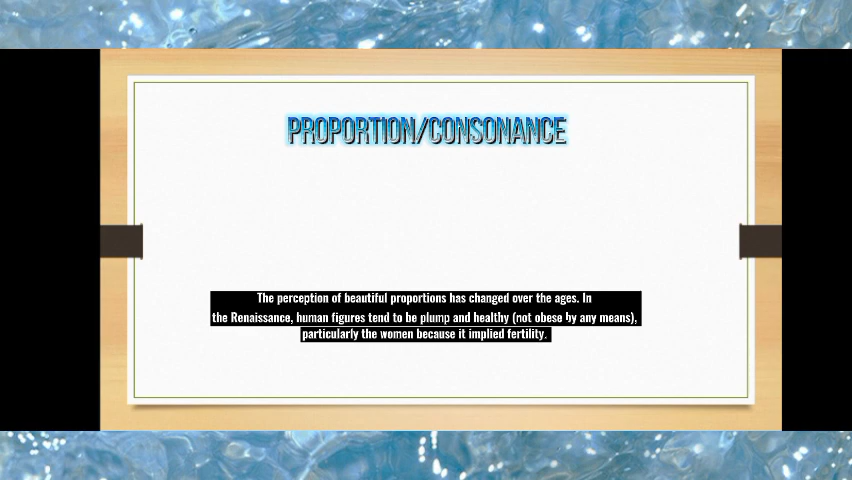 PROPORTION/CONSONANCE
The perception of beautiful proportions has changed over the ages. In
the Renaissance, human figures tend to be plump and healthy (not obese by any means),
particularly the women because it implied fertility.